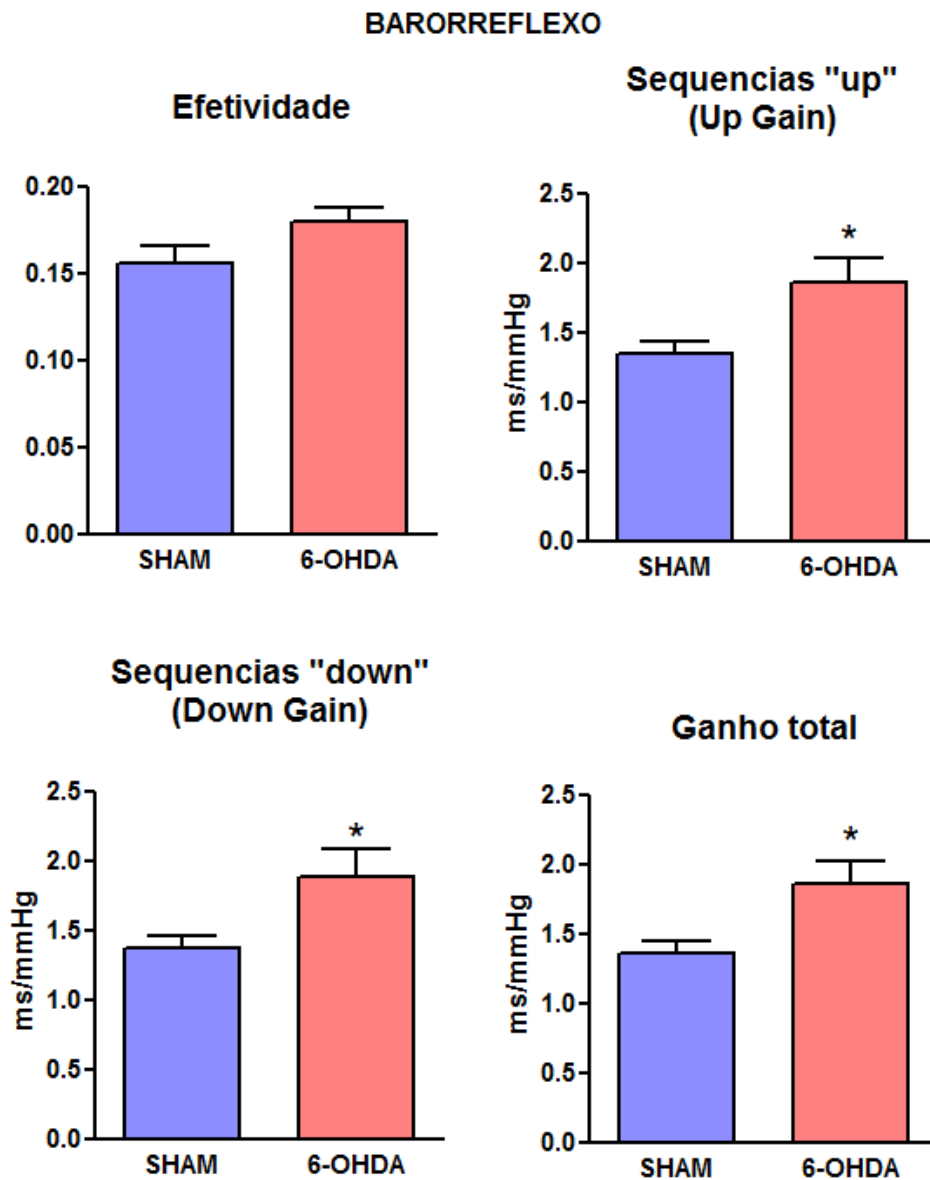 BARORREFLEXO
Efetividade
0.20
0.15
0.10
0.05
0.00
SHAM 6-OHDA
Sequencias "up"
(Up Gain)
2.5
2.0
1.5
1.0
0.5
0.0
ms/mmHg
*
SHAM 6-OHDA
Sequencias "down"
(Down Gain)
2.5
2.0
1.5
1.0
0.5
0.0
ms/mmHg
*
SHAM 6-OHDA
Ganho total
2.5
2.0
1.5
1.0
0.5
0.0
ms/mmHg
*
SHAM 6-OHDA